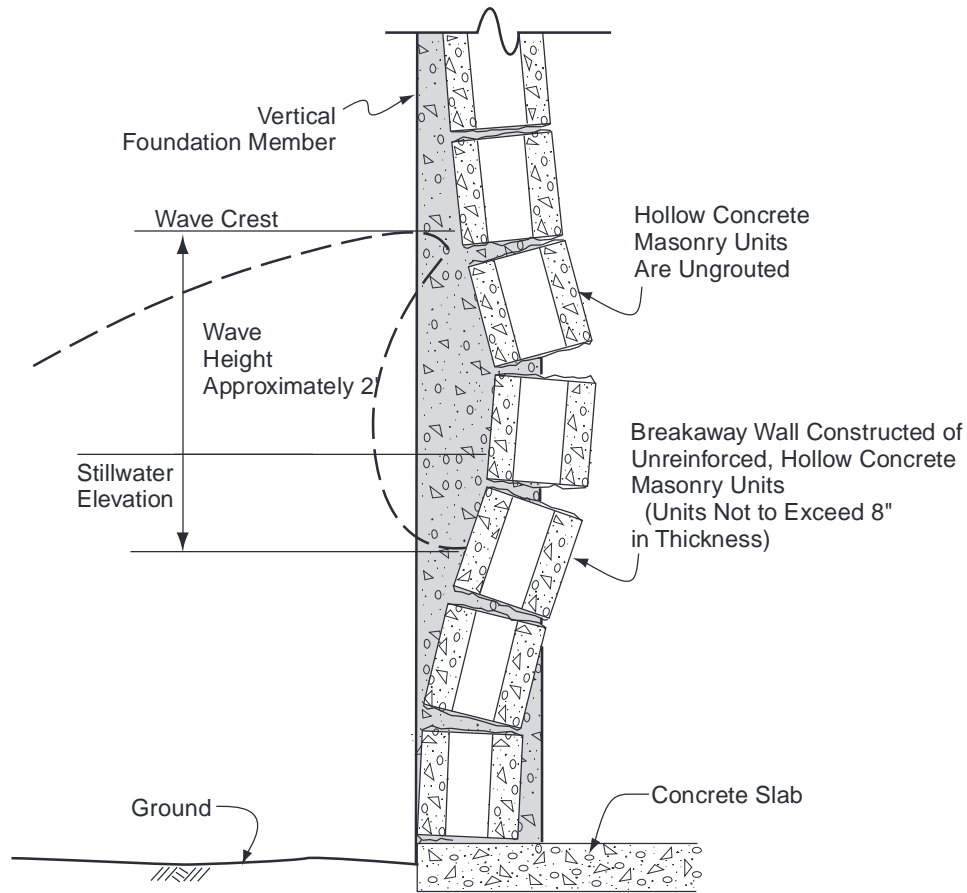 Vertical
Foundation Member
Wave Crest
Hollow Concrete
Masonry Units
Are Ungrouted
Wave
Height
Approximately 2'
Breakaway Wall Constructed of
Unreinforced, Hollow Concrete
Masonry Units
(Units Not to Exceed 8"
in Thickness)
Stillwater
Elevation
Ground
Concrete Slab